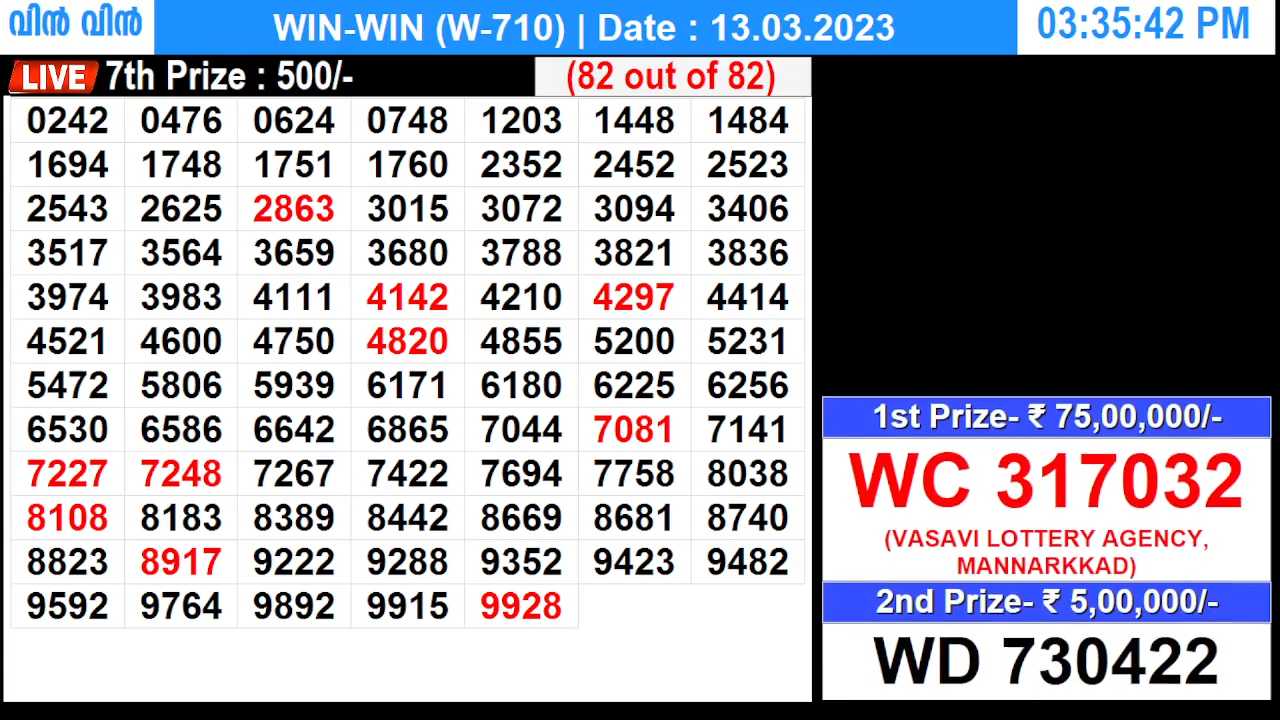 വിൻ വിൻ
WIN-WIN (W-710) | Date : 13.03.2023
03:35:42 PM
LIVE 7th Prize : 500/- (82 out of 82)
0242 0476 0624 0748 1203 1448 1484
1694 1748 1751 1760 2352 2452 2523
2543 2625 2863 3015 3072 3094 3406
3517 3564 3659 3680 3788 3821 3836
3974 3983 4111 4142 4210 4297 4414
4521 4600 4750 4820 4855 5200 5231
5472 5806 5939 6171 6180 6225 6256
6530 6586 6642 6865 7044 7081 7141
7227 7248 7267 7422 7694 7758 8038
8108 8183 8389 8442 8669 8681 8740
8823 8917 9222 9288 9352 9423 9482
9592 9764 9892 9915 9928
1st Prize- ₹ 75,00,000/-
WC 317032
(VASAVI LOTTERY AGENCY,
MANNARKKAD)
2nd Prize- ₹ 5,00,000/-
WD 730422